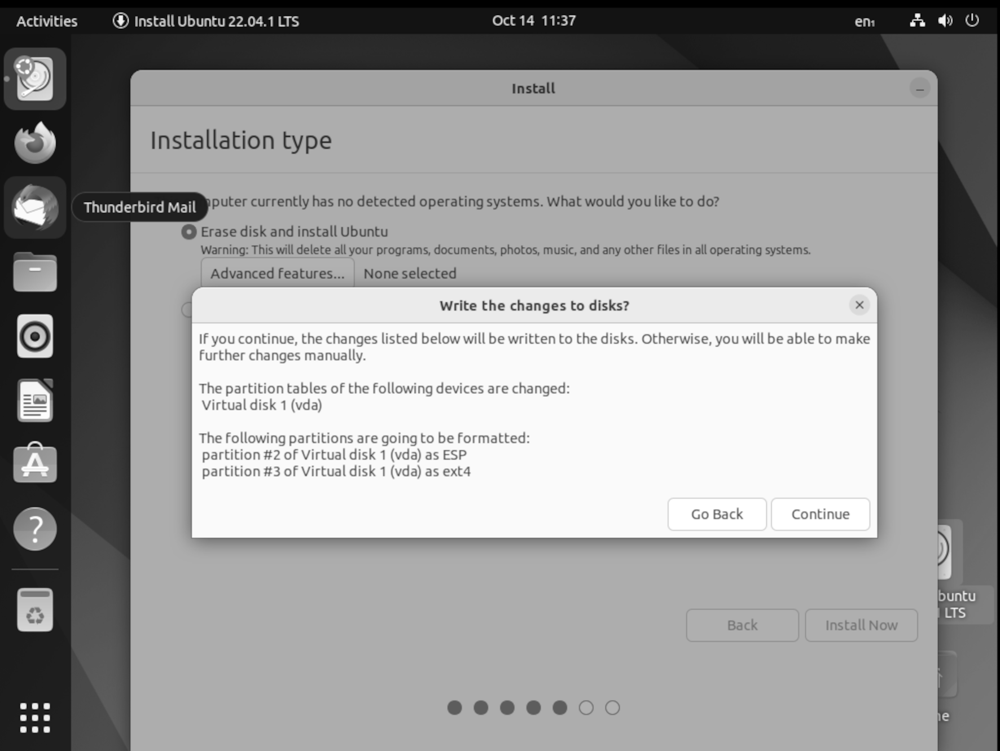 Activities
Install Ubuntu 22.04.1 LTS
Oct 14 11:37
en₁
Install
Installation type
Thunderbird Mail
currently has no detected operating systems. What would you like to do?
Erase disk and install Ubuntu
Warning: This will delete all your programs, documents, photos, music, and any other files in all operating systems.
Advanced features...
None selected
Write the changes to disks?
If you continue, the changes listed below will be written to the disks. Otherwise, you will be able to make
further changes manually.
The partition tables of the following devices are changed:
Virtual disk 1 (vda)
The following partitions are going to be formatted:
partition #2 of Virtual disk 1 (vda) as ESP
partition #3 of Virtual disk 1 (vda) as ext4
Go Back
Continue
buntu
LTS
Back
Install Now